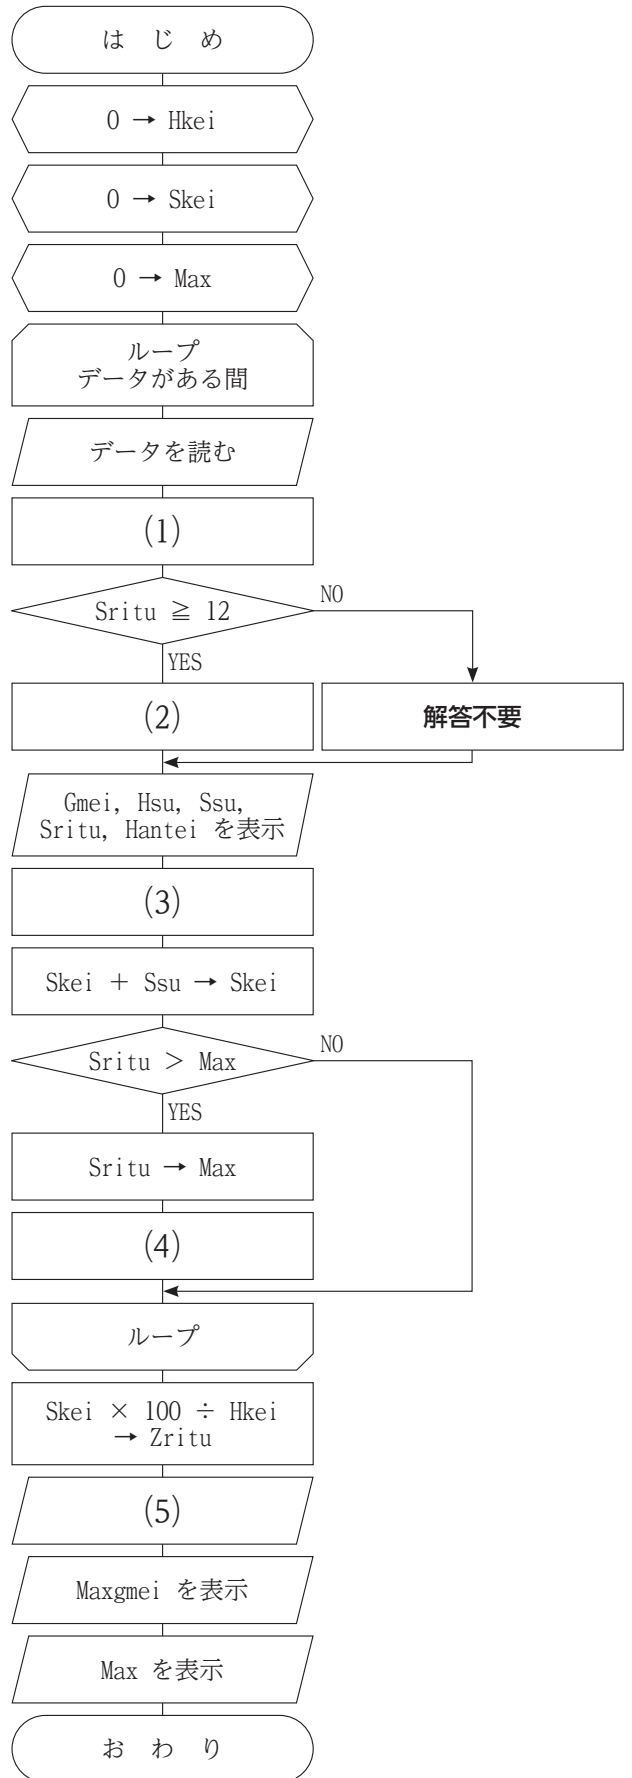 はじめ
0 → Hkei
0 → Skei
0 → Max
ループ
データがある間
データを読む
(1)
Sritu ≧ 12
NO
YES
(2)
解答不要
Gmei, Hsu, Ssu,
Sritu, Hantei を表示
(3)
Skei + Ssu → Skei
Sritu > Max
NO
YES
Sritu → Max
(4)
ループ
Skei × 100 ÷ Hkei
→ Zritu
(5)
Maxgmei を表示
Max を表示
おわり